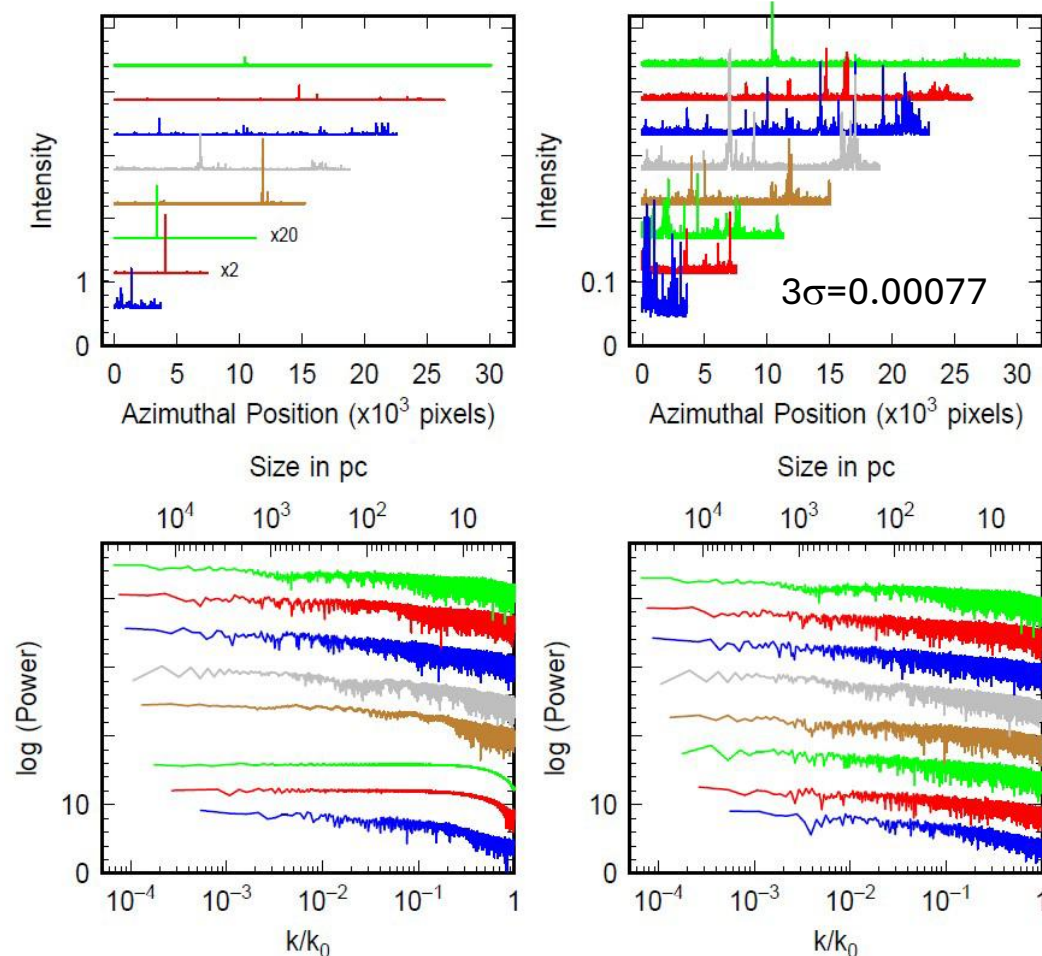 Intensity
1
0
x20
x2
0 5 10 15 20 25 30
Azimuthal Position (x10³ pixels)
Intensity
0.1
0
3σ=0.00077
0 5 10 15 20 25 30
Azimuthal Position (x10³ pixels)
Size in pc
10⁴ 10³ 10² 10
log (Power)
10
0
10⁻⁴ 10⁻³ 10⁻² 10⁻¹ 1
k/k₀
Size in pc
10⁴ 10³ 10² 10
log (Power)
10
0
10⁻⁴ 10⁻³ 10⁻² 10⁻¹ 1
k/k₀